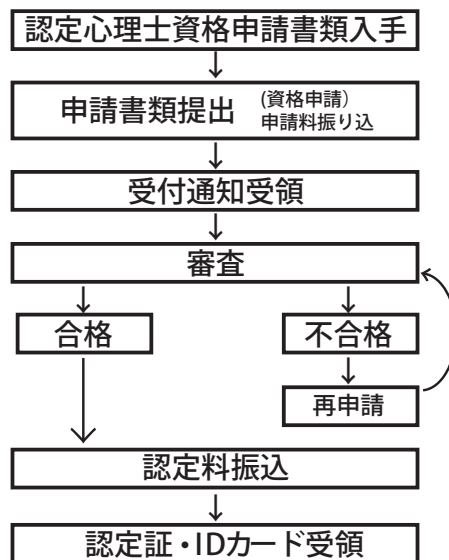 認定心理士資格申請書類入手
申請書類提出 (資格申請)
申請料振り込
受付通知受領
審査
合格 不合格
再申請
認定料振込
認定証・IDカード受領